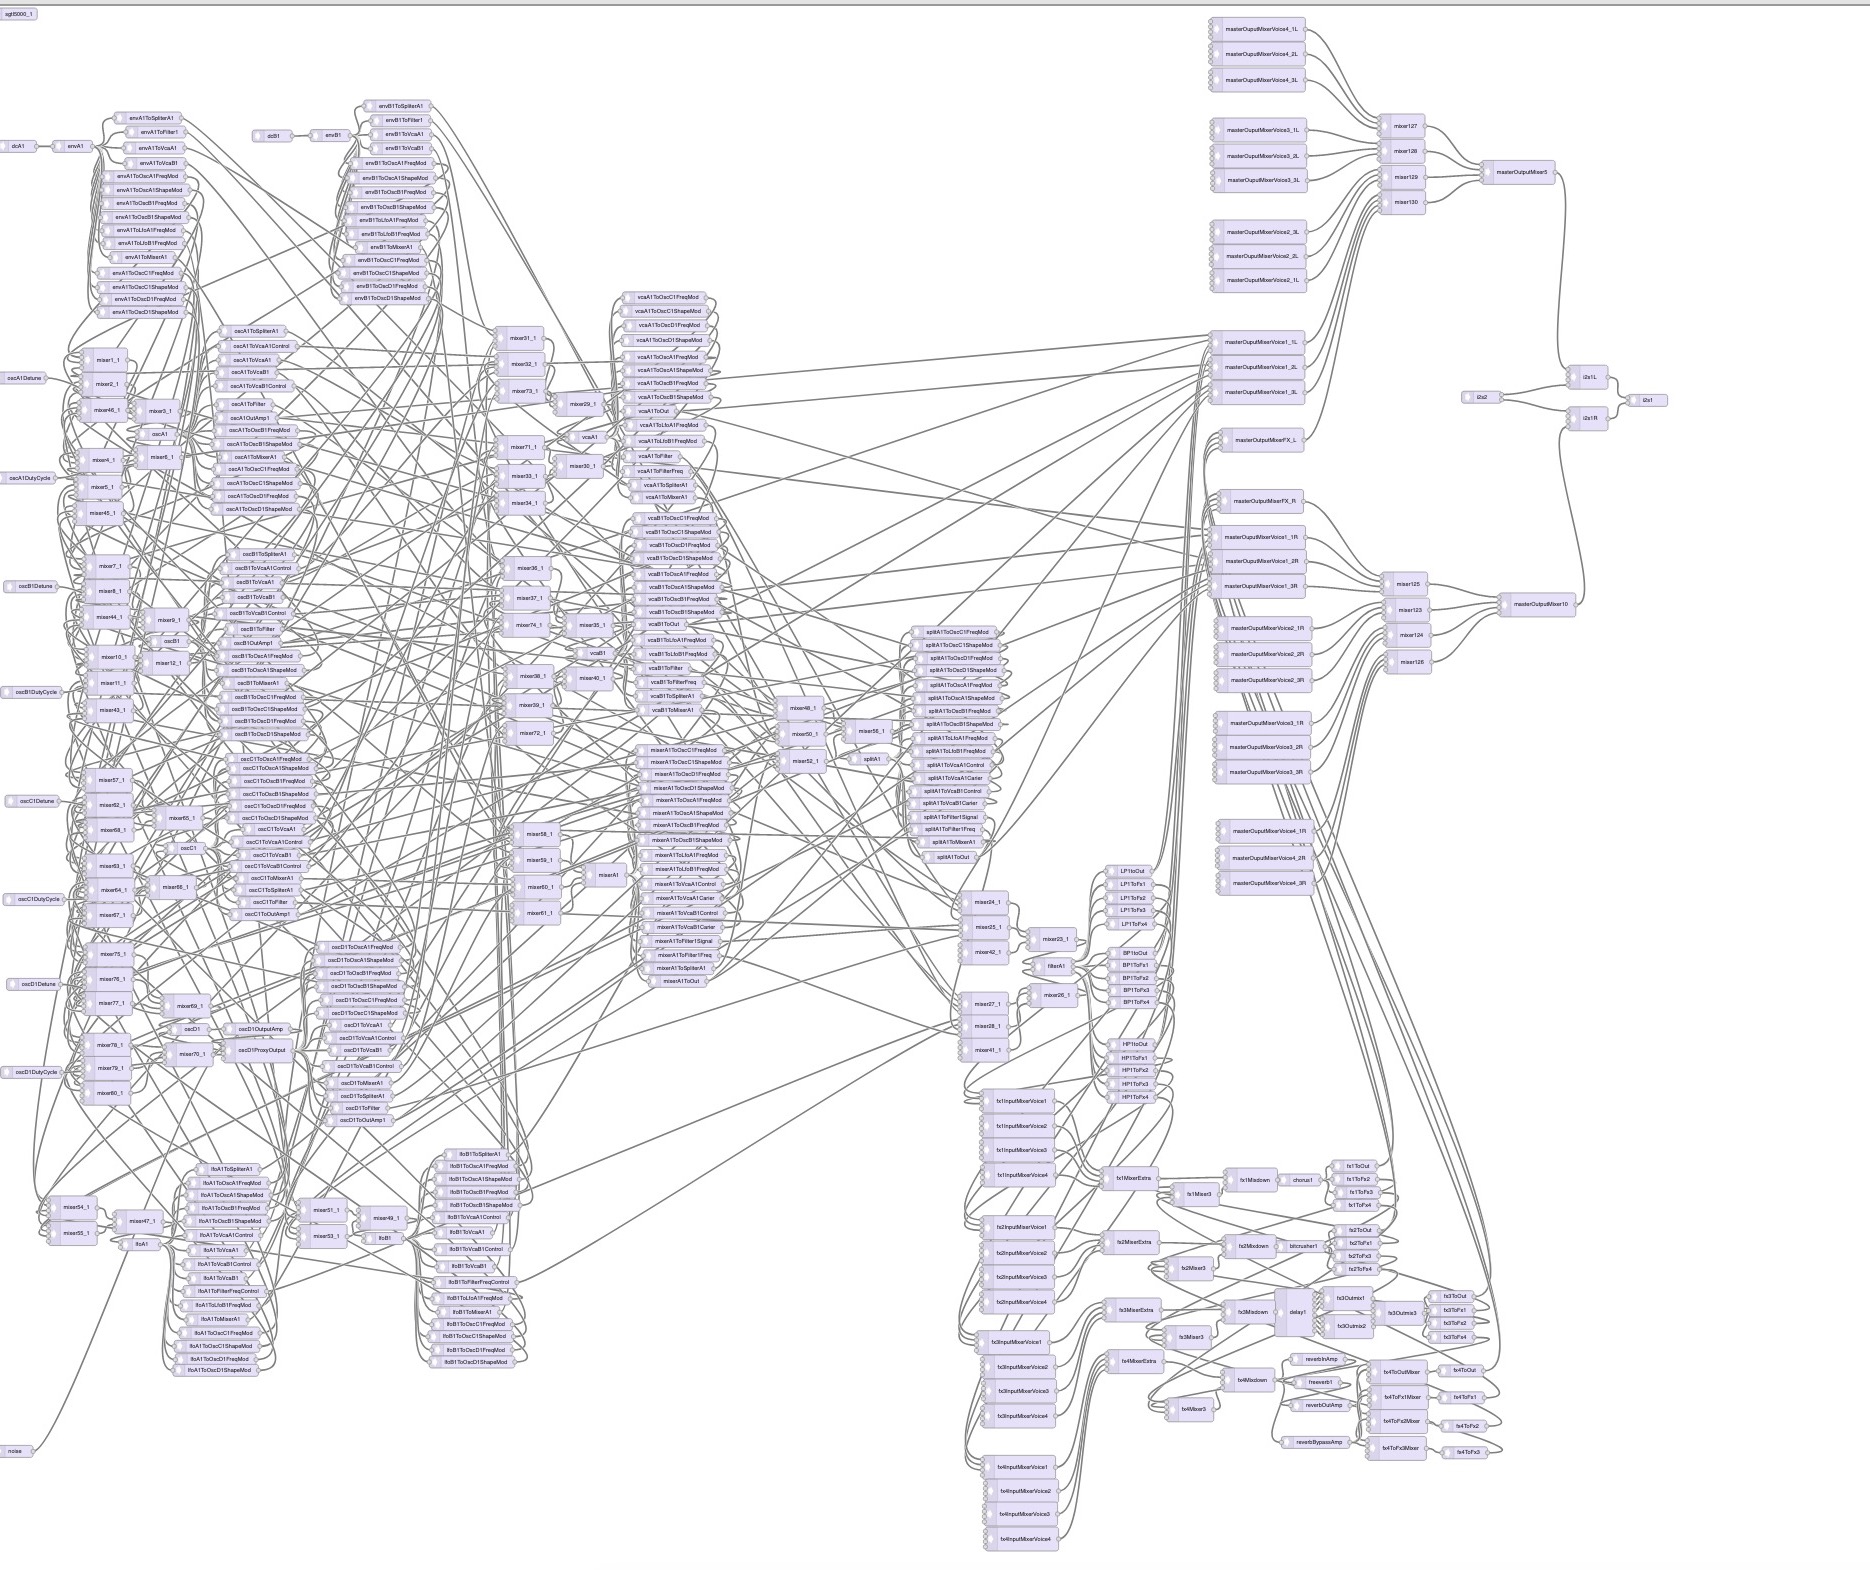 sgtl5000_1
dcA1
envA1
envA1ToSpliterA1
envA1ToFilter1
envA1ToVcaA1
envA1ToVcaB1
envA1ToOscA1FreqMod
envA1ToOscA1ShapeMod
envA1ToOscB1FreqMod
envA1ToOscB1ShapeMod
envA1ToLfoA1FreqMod
envA1ToLfoB1FreqMod
envA1ToMixerA1
envA1ToOscC1FreqMod
envA1ToOscC1ShapeMod
envA1ToOscD1FreqMod
envA1ToOscD1ShapeMod
dcB1
envB1
envB1ToSpliterA1
envB1ToFilter1
envB1ToVcaA1
envB1ToVcaB1
envB1ToOscA1FreqMod
envB1ToOscA1ShapeMod
envB1ToOscB1FreqMod
envB1ToOscB1ShapeMod
envB1ToLfoA1FreqMod
envB1ToLfoB1FreqMod
envB1ToMixerA1
envB1ToOscC1FreqMod
envB1ToOscC1ShapeMod
envB1ToOscD1FreqMod
envB1ToOscD1ShapeMod
oscA1Detune
oscA1DutyCycle
oscB1Detune
oscB1DutyCycle
oscC1Detune
oscC1DutyCycle
oscD1Detune
oscD1DutyCycle
noise
mixer1_1
mixer2_1
mixer46_1
mixer3_1
oscA1
mixer4_1
mixer6_1
mixer5_1
mixer45_1
mixer7_1
mixer8_1
mixer44_1
mixer9_1
oscB1
mixer10_1
mixer12_1
mixer11_1
mixer43_1
mixer57_1
mixer62_1
mixer65_1
mixer68_1
oscC1
mixer63_1
mixer64_1
mixer66_1
mixer67_1
mixer75_1
mixer76_1
mixer77_1
mixer69_1
oscD1
oscD1OutputAmp
mixer78_1
mixer70_1
oscD1ProxyOutput
mixer79_1
mixer80_1
oscA1ToSpliterA1
oscA1ToVcaA1Control
oscA1ToVcaA1
oscA1ToVcaB1
oscA1ToVcaB1Control
oscA1ToFilter
oscA1OutAmp1
oscA1ToOscB1FreqMod
oscA1ToOscB1ShapeMod
oscA1ToMixerA1
oscA1ToOscC1FreqMod
oscA1ToOscC1ShapeMod
oscA1ToOscD1FreqMod
oscA1ToOscD1ShapeMod
oscB1ToSpliterA1
oscB1ToVcaA1Control
oscB1ToVcaA1
oscB1ToVcaB1
oscB1ToVcaB1Control
oscB1ToFilter
oscB1OutAmp1
oscB1ToOscA1FreqMod
oscB1ToOscA1ShapeMod
oscB1ToMixerA1
oscB1ToOscC1FreqMod
oscB1ToOscC1ShapeMod
oscB1ToOscD1FreqMod
oscB1ToOscD1ShapeMod
oscC1ToOscA1FreqMod
oscC1ToOscA1ShapeMod
oscC1ToOscB1FreqMod
oscC1ToOscB1ShapeMod
oscC1ToOscD1FreqMod
oscC1ToOscD1ShapeMod
oscC1ToVcaA1
oscC1ToVcaA1Control
oscC1ToVcaB1
oscC1ToVcaB1Control
oscC1ToMixerA1
oscC1ToSpliterA1
oscC1ToFilter
oscC1ToOutAmp1
oscD1ToOscA1FreqMod
oscD1ToOscA1ShapeMod
oscD1ToOscB1FreqMod
oscD1ToOscB1ShapeMod
oscD1ToOscC1FreqMod
oscD1ToOscC1ShapeMod
oscD1ToVcaA1
oscD1ToVcaA1Control
oscD1ToVcaB1
oscD1ToVcaB1Control
oscD1ToMixerA1
oscD1ToSpliterA1
oscD1ToFilter
oscD1ToOutAmp1
mixer54_1
mixer55_1
mixer47_1
lfoA1
lfoA1ToSpliterA1
lfoA1ToOscA1FreqMod
lfoA1ToOscA1ShapeMod
lfoA1ToOscB1FreqMod
lfoA1ToOscB1ShapeMod
lfoA1ToVcaA1Control
lfoA1ToVcaA1
lfoA1ToVcaB1Control
lfoA1ToVcaB1
lfoA1ToFilterFreqControl
lfoA1ToLfoB1FreqMod
lfoA1ToMixerA1
lfoA1ToOscC1FreqMod
lfoA1ToOscC1ShapeMod
lfoA1ToOscD1FreqMod
lfoA1ToOscD1ShapeMod
mixer51_1
mixer53_1
mixer49_1
lfoB1
lfoB1ToSpliterA1
lfoB1ToOscA1FreqMod
lfoB1ToOscA1ShapeMod
lfoB1ToOscB1FreqMod
lfoB1ToOscB1ShapeMod
lfoB1ToVcaA1Control
lfoB1ToVcaA1
lfoB1ToVcaB1Control
lfoB1ToVcaB1
lfoB1ToFilterFreqControl
lfoB1ToLfoA1FreqMod
lfoB1ToMixerA1
lfoB1ToOscC1FreqMod
lfoB1ToOscC1ShapeMod
lfoB1ToOscD1FreqMod
lfoB1ToOscD1ShapeMod
mixer31_1
mixer32_1
mixer73_1
mixer29_1
vcaA1
mixer71_1
mixer30_1
mixer33_1
mixer34_1
mixer36_1
mixer37_1
mixer74_1
mixer35_1
vcaB1
mixer38_1
mixer40_1
mixer39_1
mixer72_1
mixer58_1
mixer59_1
mixer60_1
mixer61_1
mixerA1
vcaA1ToOscC1FreqMod
vcaA1ToOscC1ShapeMod
vcaA1ToOscD1FreqMod
vcaA1ToOscD1ShapeMod
vcaA1ToOscA1FreqMod
vcaA1ToOscA1ShapeMod
vcaA1ToOscB1FreqMod
vcaA1ToOscB1ShapeMod
vcaA1ToOut
vcaA1ToLfoA1FreqMod
vcaA1ToLfoB1FreqMod
vcaA1ToFilter
vcaA1ToFilterFreq
vcaA1ToSpliterA1
vcaA1ToMixerA1
vcaB1ToOscC1FreqMod
vcaB1ToOscC1ShapeMod
vcaB1ToOscD1FreqMod
vcaB1ToOscD1ShapeMod
vcaB1ToOscA1FreqMod
vcaB1ToOscA1ShapeMod
vcaB1ToOscB1FreqMod
vcaB1ToOscB1ShapeMod
vcaB1ToOut
vcaB1ToLfoA1FreqMod
vcaB1ToLfoB1FreqMod
vcaB1ToFilter
vcaB1ToFilterFreq
vcaB1ToSpliterA1
vcaB1ToMixerA1
mixerA1ToOscC1FreqMod
mixerA1ToOscC1ShapeMod
mixerA1ToOscD1FreqMod
mixerA1ToOscD1ShapeMod
mixerA1ToOscA1FreqMod
mixerA1ToOscA1ShapeMod
mixerA1ToOscB1FreqMod
mixerA1ToOscB1ShapeMod
mixerA1ToLfoA1FreqMod
mixerA1ToLfoB1FreqMod
mixerA1ToVcaA1Control
mixerA1ToVcaA1Carier
mixerA1ToVcaB1Control
mixerA1ToVcaB1Carier
mixerA1ToFilter1Signal
mixerA1ToFilter1Freq
mixerA1ToSpliterA1
mixerA1ToOut
mixer48_1
mixer50_1
mixer52_1
mixer56_1
splitA1
splitA1ToOscC1FreqMod
splitA1ToOscC1ShapeMod
splitA1ToOscD1FreqMod
splitA1ToOscD1ShapeMod
splitA1ToOscA1FreqMod
splitA1ToOscA1ShapeMod
splitA1ToOscB1FreqMod
splitA1ToOscB1ShapeMod
splitA1ToLfoA1FreqMod
splitA1ToLfoB1FreqMod
splitA1ToVcaA1Control
splitA1ToVcaA1Carier
splitA1ToVcaB1Control
splitA1ToVcaB1Carier
splitA1ToFilter1Signal
splitA1ToFilter1Freq
splitA1ToMixerA1
splitA1ToOut
mixer24_1
mixer25_1
mixer42_1
mixer23_1
filterA1
mixer26_1
mixer27_1
mixer28_1
mixer41_1
LP1toOut
LP1ToFx1
LP1ToFx2
LP1ToFx3
LP1ToFx4
BP1toOut
BP1ToFx1
BP1ToFx2
BP1ToFx3
BP1ToFx4
HP1toOut
HP1ToFx1
HP1ToFx2
HP1ToFx3
HP1ToFx4
fx1InputMixerVoice1
fx1InputMixerVoice2
fx1InputMixerVoice3
fx1InputMixerVoice4
fx2InputMixerVoice1
fx2InputMixerVoice2
fx2InputMixerVoice3
fx2InputMixerVoice4
fx3InputMixerVoice1
fx3InputMixerVoice2
fx3InputMixerVoice3
fx3InputMixerVoice4
fx4InputMixerVoice1
fx4InputMixerVoice2
fx4InputMixerVoice3
fx4InputMixerVoice4
fx1MixerExtra
fx1Mixer3
fx1Mixdown
chorus1
fx1ToOut
fx1ToFx2
fx1ToFx3
fx1ToFx4
fx2MixerExtra
fx2Mixer3
fx2Mixdown
bitcrusher1
fx2ToOut
fx2ToFx1
fx2ToFx3
fx2ToFx4
fx3MixerExtra
fx3Mixer3
fx3Mixdown
delay1
fx3Outmix1
fx3Outmix2
fx3Outmix3
fx3ToOut
fx3ToFx1
fx3ToFx2
fx3ToFx4
fx4MixerExtra
fx4Mixer3
fx4Mixdown
reverbInAmp
freeverb1
reverbOutAmp
reverbBypassAmp
fx4ToOutMixer
fx4ToFx1Mixer
fx4ToFx2Mixer
fx4ToFx3Mixer
fx4ToOut
fx4ToFx1
fx4ToFx2
fx4ToFx3
masterOuputMixerVoice4_1L
masterOuputMixerVoice4_2L
masterOuputMixerVoice4_3L
masterOuputMixerVoice3_1L
masterOuputMixerVoice3_2L
masterOuputMixerVoice3_3L
masterOuputMixerVoice2_3L
masterOuputMixerVoice2_2L
masterOuputMixerVoice2_1L
masterOuputMixerVoice1_1L
masterOuputMixerVoice1_2L
masterOuputMixerVoice1_3L
masterOutputMixerFX_L
masterOutputMixerFX_R
masterOuputMixerVoice1_1R
masterOuputMixerVoice1_2R
masterOuputMixerVoice1_3R
masterOuputMixerVoice2_1R
masterOuputMixerVoice2_2R
masterOuputMixerVoice2_3R
masterOuputMixerVoice3_1R
masterOuputMixerVoice3_2R
masterOuputMixerVoice3_3R
masterOuputMixerVoice4_1R
masterOuputMixerVoice4_2R
masterOuputMixerVoice4_3R
mixer127
mixer128
mixer129
mixer130
masterOutputMixer5
mixer125
mixer123
mixer124
mixer126
masterOutputMixer10
i2s2
i2s1L
i2s1R
i2s1